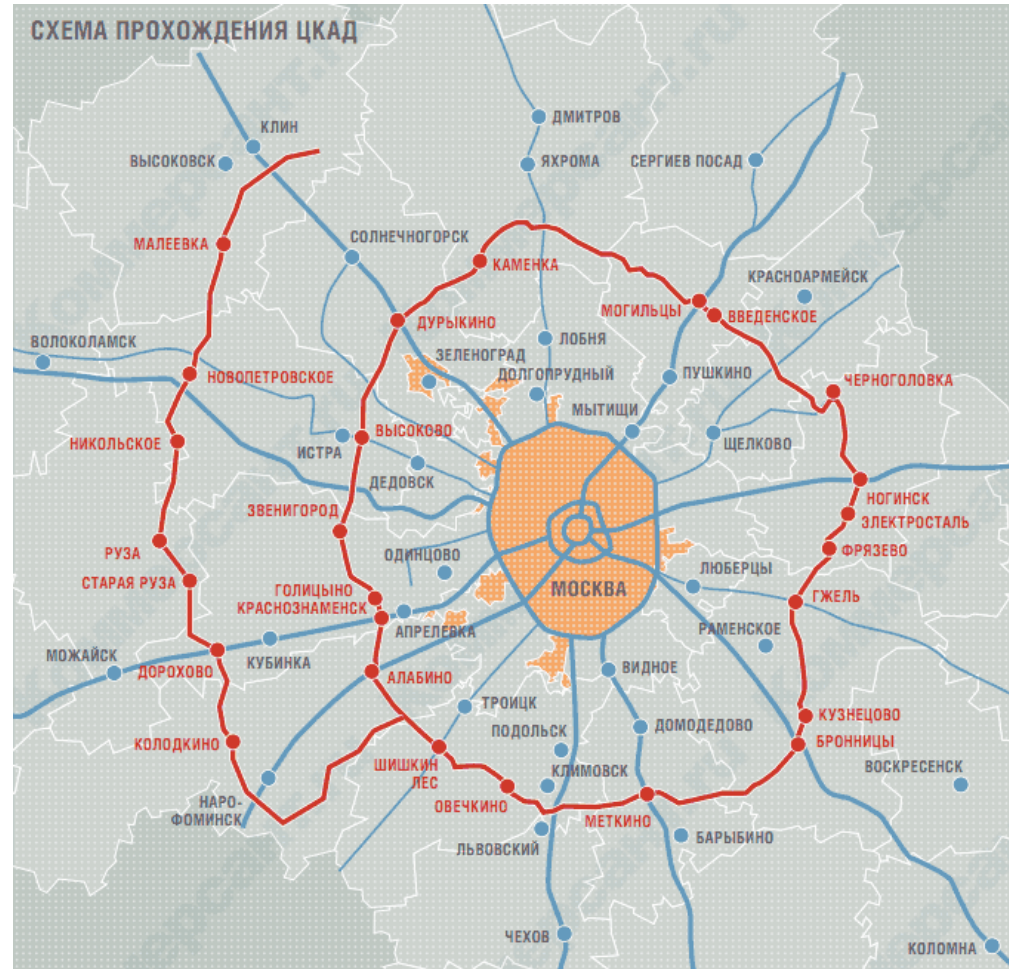 СХЕМА ПРОХОЖДЕНИЯ ЦКАД
КЛИН
ДМИТРОВ
ВЫСОКОВСК
ЯХРОМА
СЕРГИЕВ ПОСАД
МАЛЕЕВКА
СОЛНЕЧНОГОРСК
КАМЕНКА
КРАСНОАРМЕЙСК
МОГИЛЬЦЫ
ВВЕДЕНСКОЕ
ДУРЫКИНО
ВОЛОКОЛАМСК
ЛОБНЯ
ЗЕЛЕНОГРАД
НОВОПЕТРОВСКОЕ
ДОЛГОПРУДНЫЙ
ПУШКИНО
ЧЕРНОГОЛОВКА
МЫТИЩИ
НИКОЛЬСКОЕ
ВЫСОКОВО
ЩЕЛКОВО
ИСТРА
ДЕДОВСК
НОГИНСК
ЗВЕНИГОРОД
ЭЛЕКТРОСТАЛЬ
РУЗА
ОДИНЦОВО
ФРЯЗЕВО
СТАРАЯ РУЗА
ЛЮБЕРЦЫ
ГОЛИЦЫНО
МОСКВА
ГЖЕЛЬ
КРАСНОЗНАМЕНСК
АПРЕЛЕВКА
РАМЕНСКОЕ
МОЖАЙСК
КУБИНКА
ДОРОХОВО
АЛАБИНО
ВИДНОЕ
ТРОИЦК
КУЗНЕЦОВО
ПОДОЛЬСК
ДОМОДЕДОВО
КОЛОДКИНО
БРОННИЦЫ
ШИШКИН
ЛЕС
КЛИМОВСК
ВОСКРЕСЕНСК
НАРО-
ФОМИНСК
ОВЕЧКИНО
МЕТКИНО
БАРЫБИНО
ЛЬВОВСКИЙ
ЧЕХОВ
КОЛОМНА